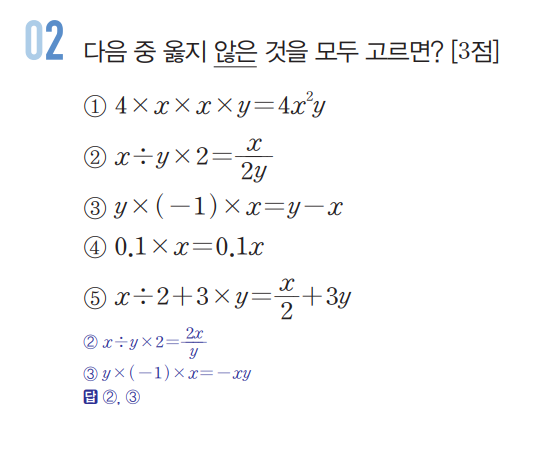 02 다음 중 옳지 않은 것을 모두 고르면? [3점]
① 4×x×x×y=4x²y
② x÷y×2=x/2y
③ y×(−1)×x=y−x
④ 0.1×x=0.1x
⑤ x÷2+3×y=x/2+3y
② x÷y×2=2x/y
③ y×(−1)×x=−xy
답 ②, ③